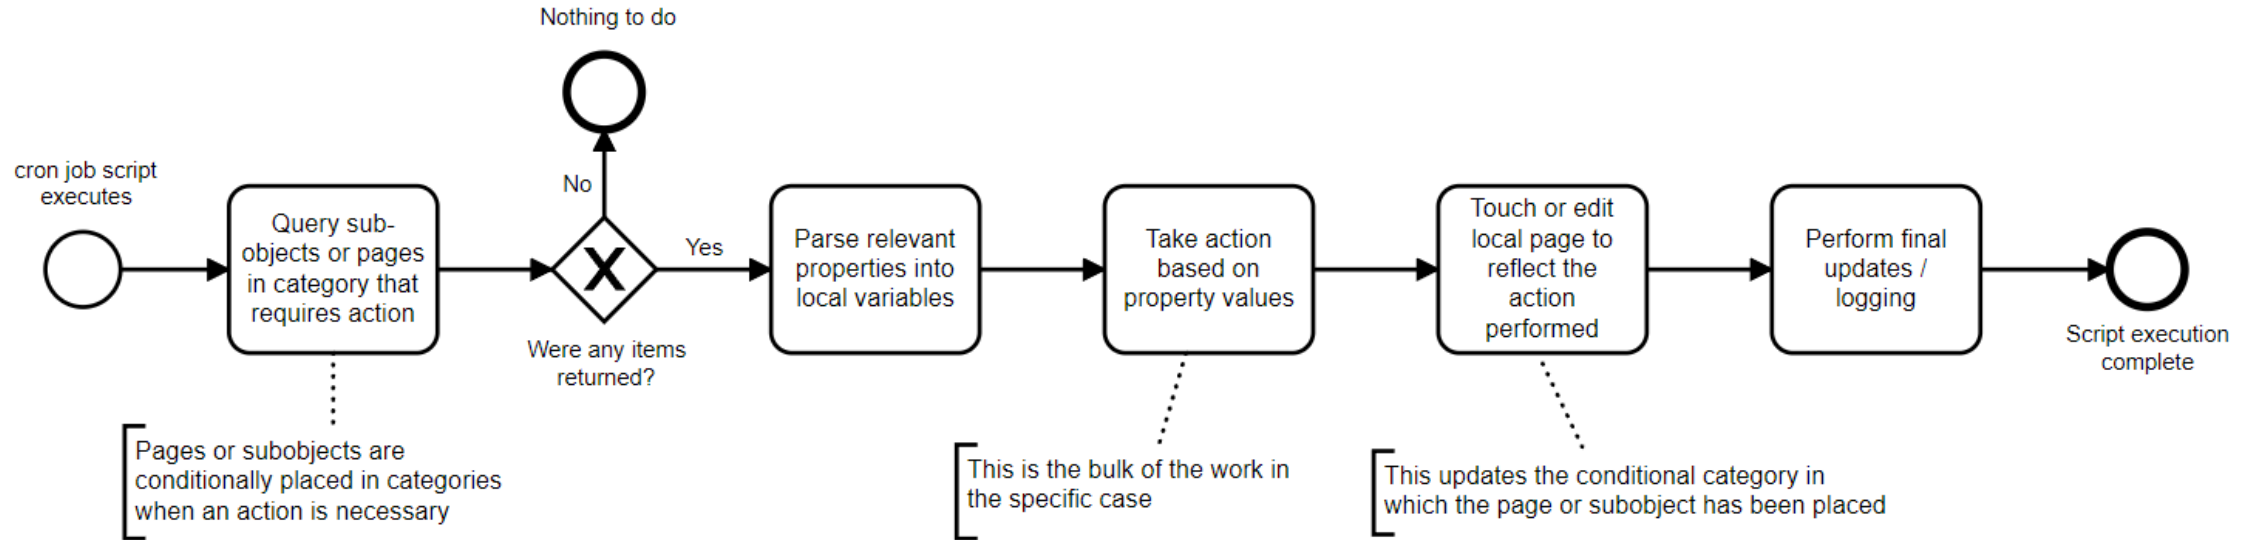 Nothing to do
cron job script
executes
Query sub-
objects or pages
in category that
requires action
No
X
Were any items
returned?
Yes
Parse relevant
properties into
local variables
Take action
based on
property values
Touch or edit
local page to
reflect the
action
performed
Perform final
updates /
logging
Script execution
complete
Pages or subobjects are
conditionally placed in categories
when an action is necessary
This is the bulk of the work in
the specific case
This updates the conditional category in
which the page or subobject has been placed